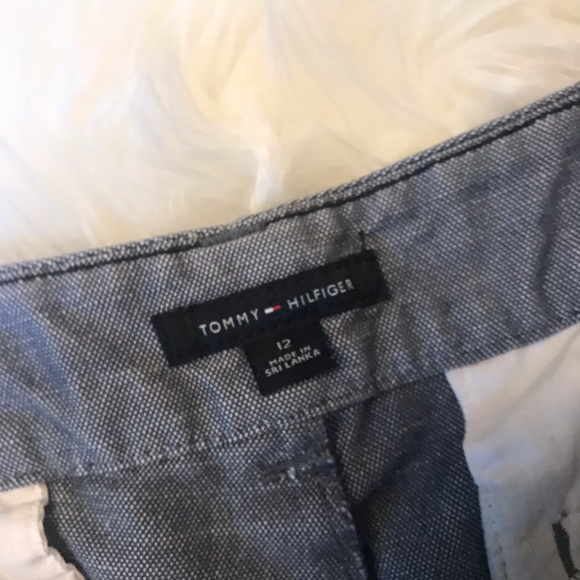 TOMMY HILFIGER
12
MADE IN
SRI LANKA